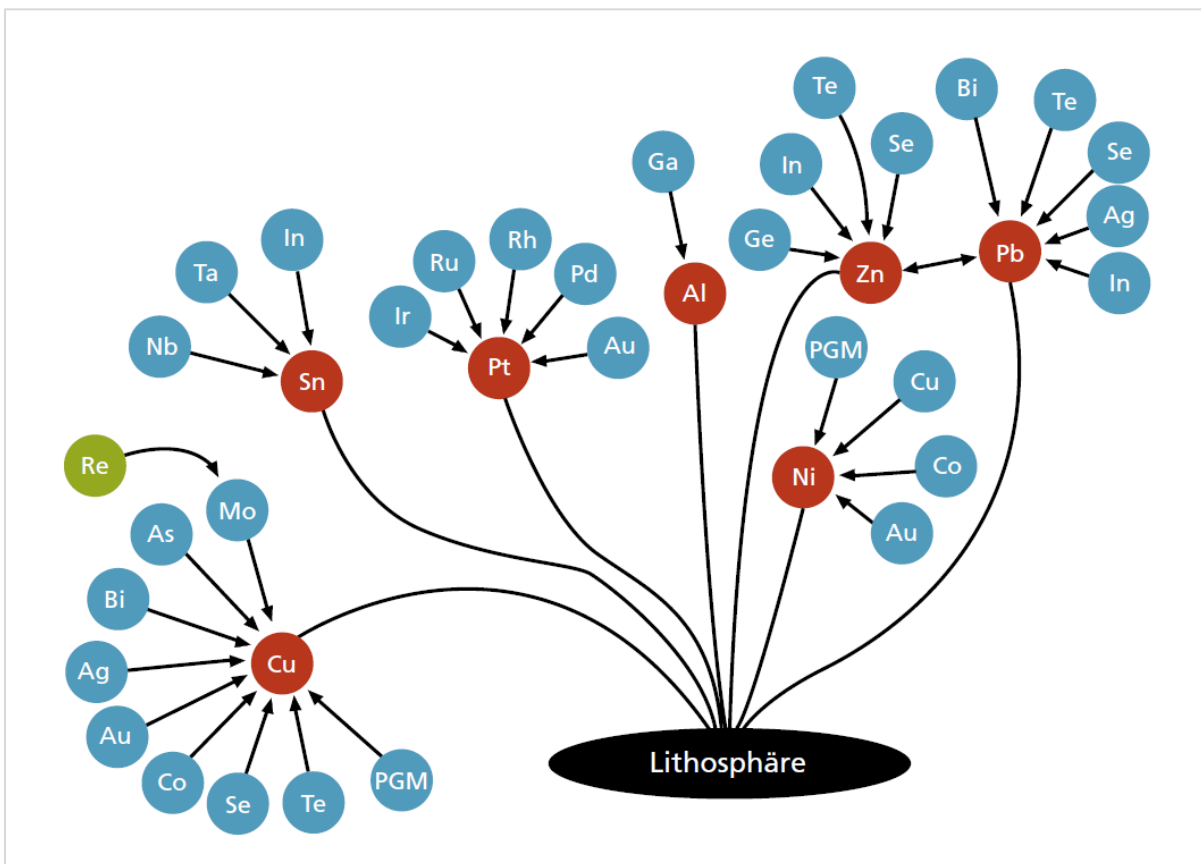 Te
Bi
Te
Ga
In
Se
Se
In
Ag
Ta
Ru
Rh
Pd
Ge
Zn
Pb
In
Nb
Ir
Al
Sn
Pt
Au
PGM
Cu
Re
Mo
Ni
Co
As
Au
Bi
Cu
Ag
Au
Co
Se
Te
PGM
Lithosphäre